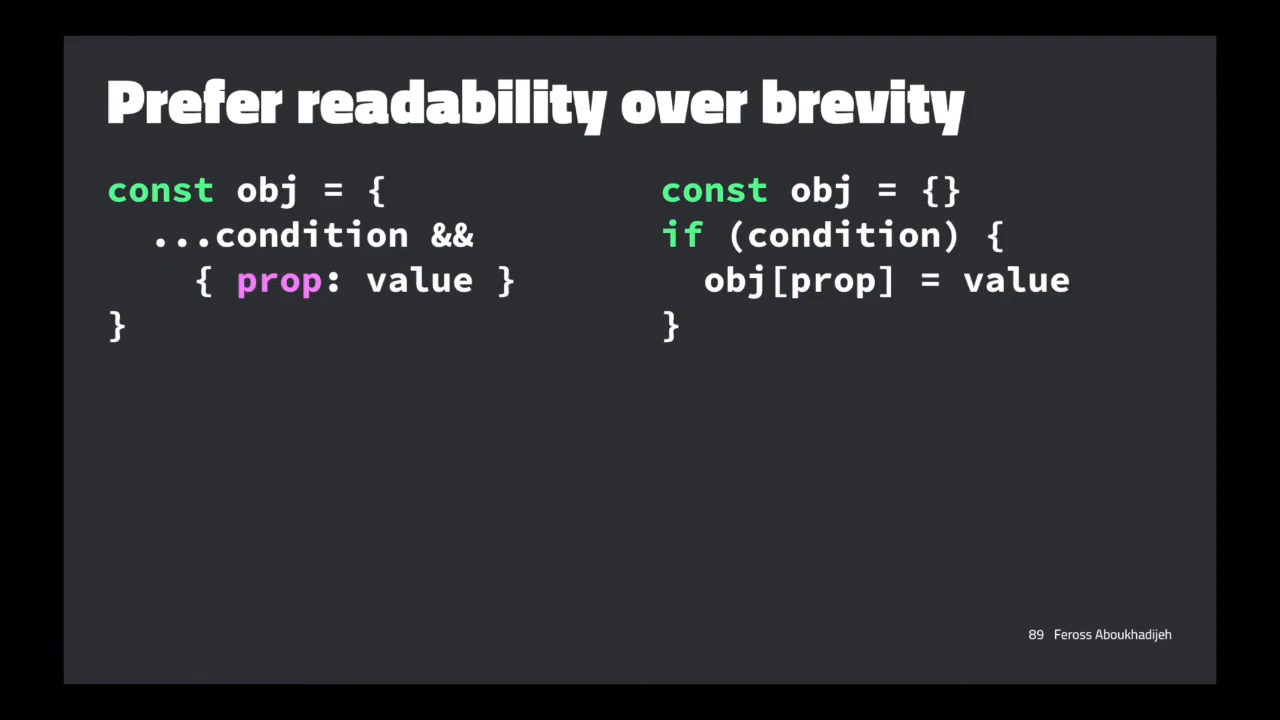 Prefer readability over brevity
const obj = {
  ...condition &&
    { prop: value }
}
const obj = {}
if (condition) {
  obj[prop] = value
}
89 Feross Aboukhadijeh